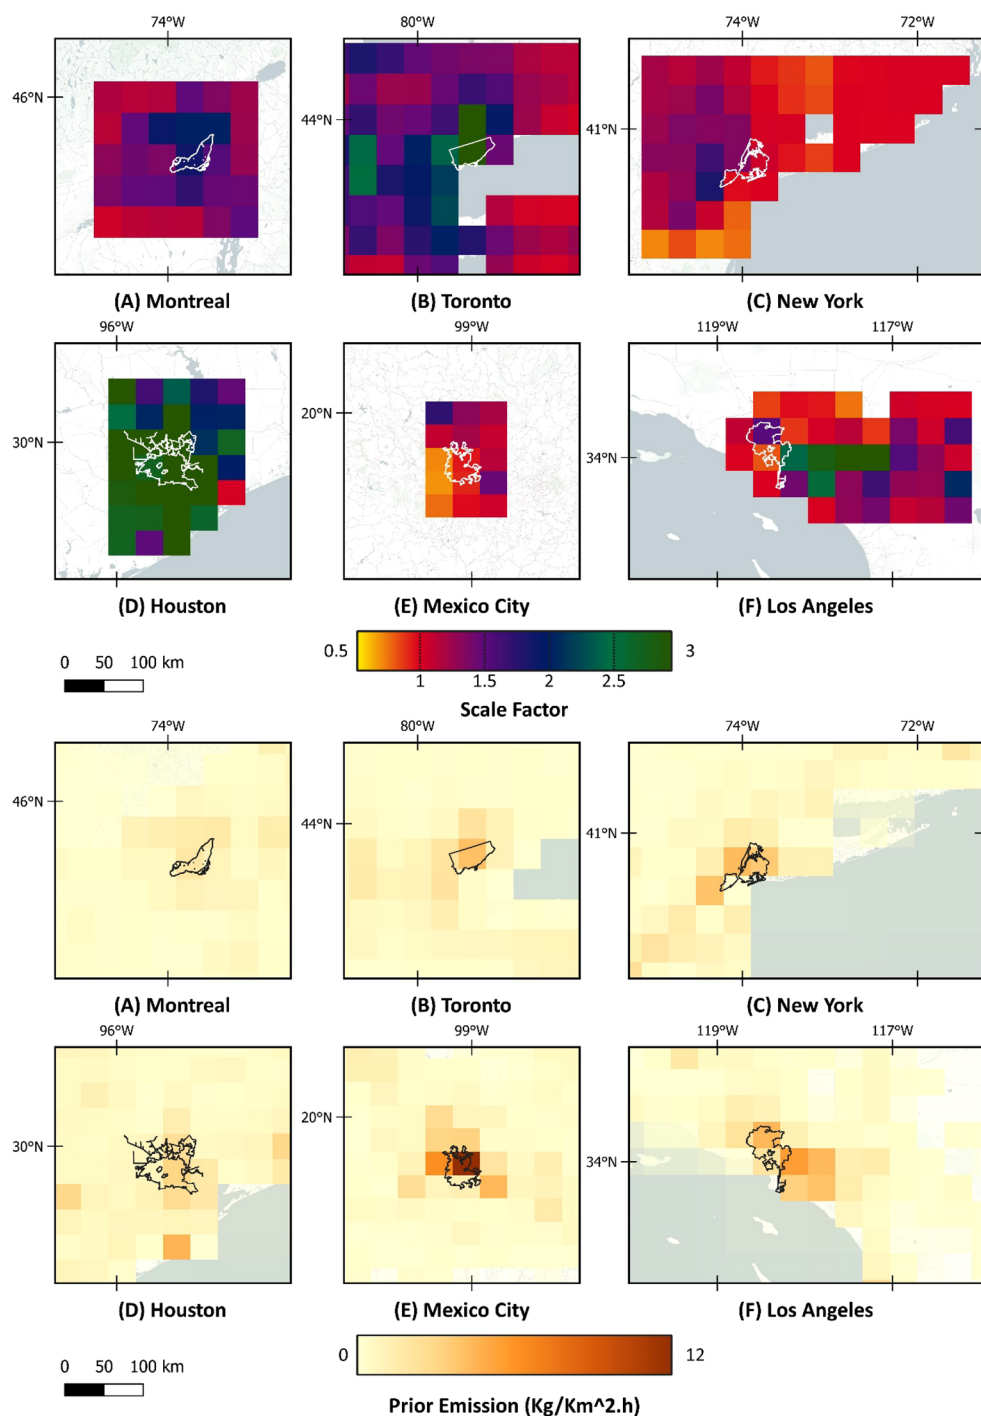 74°W 80°W 74°W 72°W
46°N 44°N 41°N
(A) Montreal (B) Toronto (C) New York
96°W 99°W 119°W 117°W
30°N 20°N 34°N
(D) Houston (E) Mexico City (F) Los Angeles
0 50 100 km
0.5 3
1 1.5 2 2.5
Scale Factor
74°W 80°W 74°W 72°W
46°N 44°N 41°N
(A) Montreal (B) Toronto (C) New York
96°W 99°W 119°W 117°W
30°N 20°N 34°N
(D) Houston (E) Mexico City (F) Los Angeles
0 50 100 km
0 12
Prior Emission (Kg/Km^2.h)